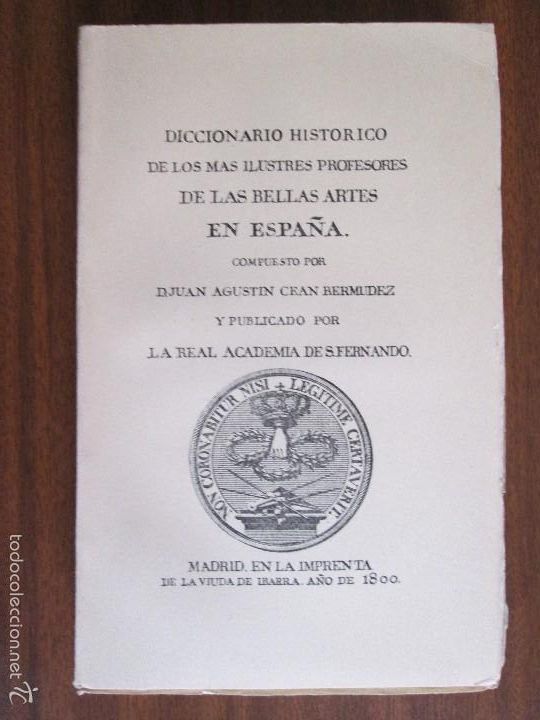 DICCIONARIO HISTORICO
DE LOS MAS ILUSTRES PROFESORES
DE LAS BELLAS ARTES
EN ESPAÑA.
COMPUESTO POR
D.JUAN AGUSTIN CEAN BERMUDEZ
Y PUBLICADO POR
LA REAL ACADEMIA DE S.FERNANDO.
NON CORONABITUR NISI + LEGITIME CERTAVERIT.
MADRID. EN LA IMPRENTA
DE LA VIUDA DE IBARRA. AÑO DE 1800.
todocoleccion